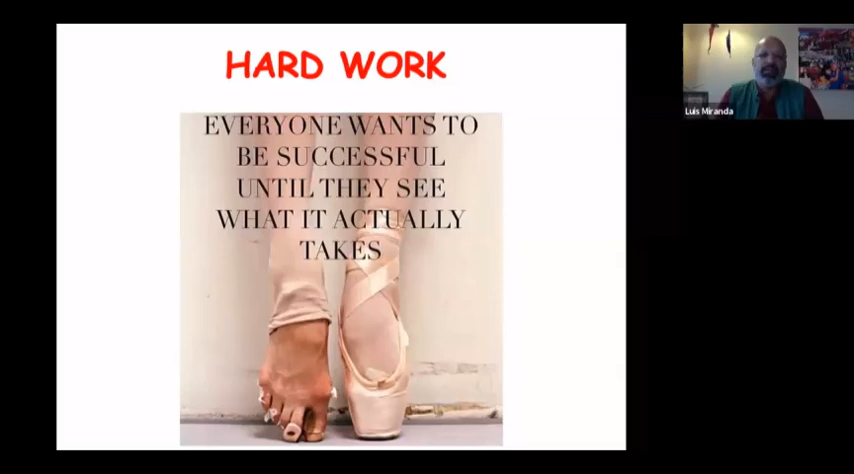 HARD WORK
EVERYONE WANTS TO
BE SUCCESSFUL
UNTIL THEY SEE
WHAT IT ACTUALLY
TAKES
Luis Miranda